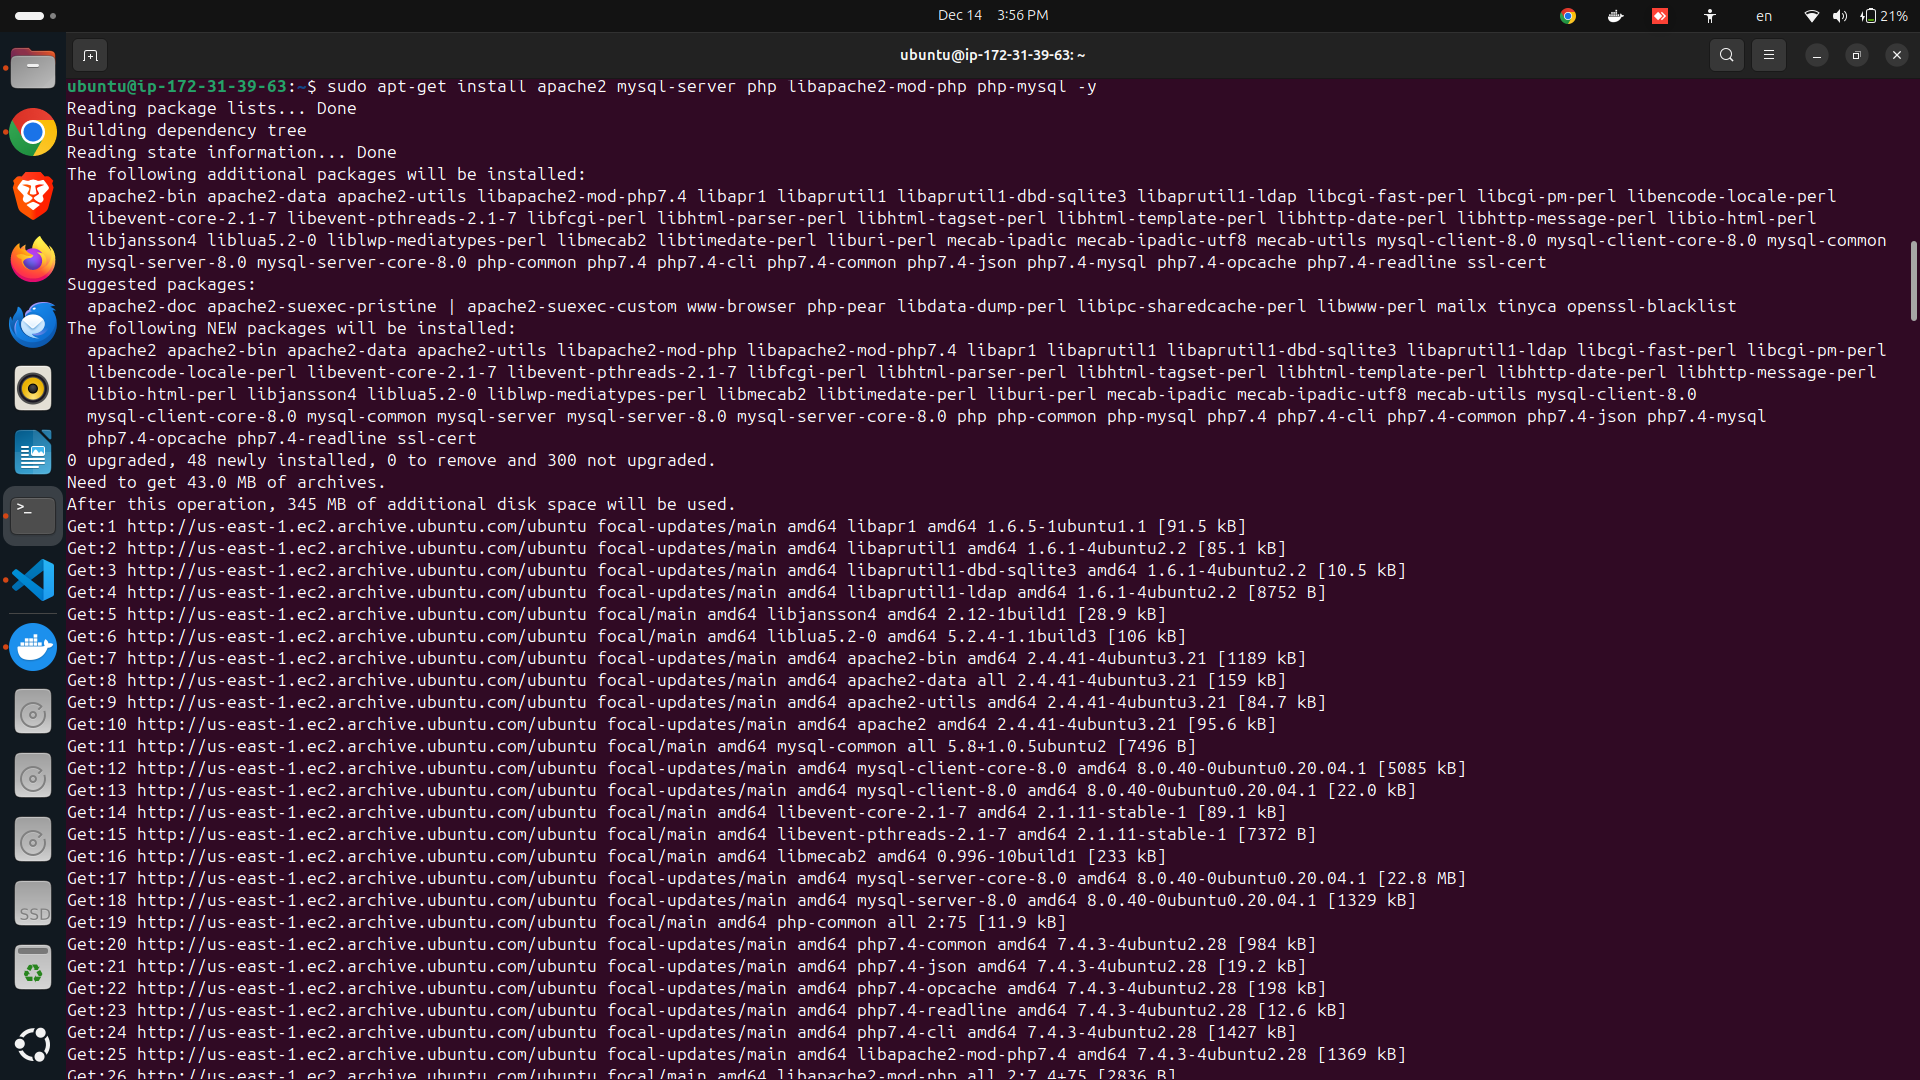 Dec 14 3:56 PM
en
21%
ubuntu@ip-172-31-39-63: ~
ubuntu@ip-172-31-39-63:~$ sudo apt-get install apache2 mysql-server php libapache2-mod-php php-mysql -y
Reading package lists... Done
Building dependency tree
Reading state information... Done
The following additional packages will be installed:
  apache2-bin apache2-data apache2-utils libapache2-mod-php7.4 libapr1 libaprutil1 libaprutil1-dbd-sqlite3 libaprutil1-ldap libcgi-fast-perl libcgi-pm-perl libencode-locale-perl
  libevent-core-2.1-7 libevent-pthreads-2.1-7 libfcgi-perl libhtml-parser-perl libhtml-tagset-perl libhtml-template-perl libhttp-date-perl libhttp-message-perl libio-html-perl
  libjansson4 liblua5.2-0 liblwp-mediatypes-perl libmecab2 libtimedate-perl liburi-perl mecab-ipadic mecab-ipadic-utf8 mecab-utils mysql-client-8.0 mysql-client-core-8.0 mysql-common
  mysql-server-8.0 mysql-server-core-8.0 php-common php7.4 php7.4-cli php7.4-common php7.4-json php7.4-mysql php7.4-opcache php7.4-readline ssl-cert
Suggested packages:
  apache2-doc apache2-suexec-pristine | apache2-suexec-custom www-browser php-pear libdata-dump-perl libipc-sharedcache-perl libwww-perl mailx tinyca openssl-blacklist
The following NEW packages will be installed:
  apache2 apache2-bin apache2-data apache2-utils libapache2-mod-php libapache2-mod-php7.4 libapr1 libaprutil1 libaprutil1-dbd-sqlite3 libaprutil1-ldap libcgi-fast-perl libcgi-pm-perl
  libencode-locale-perl libevent-core-2.1-7 libevent-pthreads-2.1-7 libfcgi-perl libhtml-parser-perl libhtml-tagset-perl libhtml-template-perl libhttp-date-perl libhttp-message-perl
  libio-html-perl libjansson4 liblua5.2-0 liblwp-mediatypes-perl libmecab2 libtimedate-perl liburi-perl mecab-ipadic mecab-ipadic-utf8 mecab-utils mysql-client-8.0
  mysql-client-core-8.0 mysql-common mysql-server mysql-server-8.0 mysql-server-core-8.0 php php-common php-mysql php7.4 php7.4-cli php7.4-common php7.4-json php7.4-mysql
  php7.4-opcache php7.4-readline ssl-cert
0 upgraded, 48 newly installed, 0 to remove and 300 not upgraded.
Need to get 43.0 MB of archives.
After this operation, 345 MB of additional disk space will be used.
Get:1 http://us-east-1.ec2.archive.ubuntu.com/ubuntu focal-updates/main amd64 libapr1 amd64 1.6.5-1ubuntu1.1 [91.5 kB]
Get:2 http://us-east-1.ec2.archive.ubuntu.com/ubuntu focal-updates/main amd64 libaprutil1 amd64 1.6.1-4ubuntu2.2 [85.1 kB]
Get:3 http://us-east-1.ec2.archive.ubuntu.com/ubuntu focal-updates/main amd64 libaprutil1-dbd-sqlite3 amd64 1.6.1-4ubuntu2.2 [10.5 kB]
Get:4 http://us-east-1.ec2.archive.ubuntu.com/ubuntu focal-updates/main amd64 libaprutil1-ldap amd64 1.6.1-4ubuntu2.2 [8752 B]
Get:5 http://us-east-1.ec2.archive.ubuntu.com/ubuntu focal/main amd64 libjansson4 amd64 2.12-1build1 [28.9 kB]
Get:6 http://us-east-1.ec2.archive.ubuntu.com/ubuntu focal/main amd64 liblua5.2-0 amd64 5.2.4-1.1build3 [106 kB]
Get:7 http://us-east-1.ec2.archive.ubuntu.com/ubuntu focal-updates/main amd64 apache2-bin amd64 2.4.41-4ubuntu3.21 [1189 kB]
Get:8 http://us-east-1.ec2.archive.ubuntu.com/ubuntu focal-updates/main amd64 apache2-data all 2.4.41-4ubuntu3.21 [159 kB]
Get:9 http://us-east-1.ec2.archive.ubuntu.com/ubuntu focal-updates/main amd64 apache2-utils amd64 2.4.41-4ubuntu3.21 [84.7 kB]
Get:10 http://us-east-1.ec2.archive.ubuntu.com/ubuntu focal-updates/main amd64 apache2 amd64 2.4.41-4ubuntu3.21 [95.6 kB]
Get:11 http://us-east-1.ec2.archive.ubuntu.com/ubuntu focal/main amd64 mysql-common all 5.8+1.0.5ubuntu2 [7496 B]
Get:12 http://us-east-1.ec2.archive.ubuntu.com/ubuntu focal-updates/main amd64 mysql-client-core-8.0 amd64 8.0.40-0ubuntu0.20.04.1 [5085 kB]
Get:13 http://us-east-1.ec2.archive.ubuntu.com/ubuntu focal-updates/main amd64 mysql-client-8.0 amd64 8.0.40-0ubuntu0.20.04.1 [22.0 kB]
Get:14 http://us-east-1.ec2.archive.ubuntu.com/ubuntu focal/main amd64 libevent-core-2.1-7 amd64 2.1.11-stable-1 [89.1 kB]
Get:15 http://us-east-1.ec2.archive.ubuntu.com/ubuntu focal/main amd64 libevent-pthreads-2.1-7 amd64 2.1.11-stable-1 [7372 B]
Get:16 http://us-east-1.ec2.archive.ubuntu.com/ubuntu focal/main amd64 libmecab2 amd64 0.996-10build1 [233 kB]
Get:17 http://us-east-1.ec2.archive.ubuntu.com/ubuntu focal-updates/main amd64 mysql-server-core-8.0 amd64 8.0.40-0ubuntu0.20.04.1 [22.8 MB]
Get:18 http://us-east-1.ec2.archive.ubuntu.com/ubuntu focal-updates/main amd64 mysql-server-8.0 amd64 8.0.40-0ubuntu0.20.04.1 [1329 kB]
Get:19 http://us-east-1.ec2.archive.ubuntu.com/ubuntu focal/main amd64 php-common all 2:75 [11.9 kB]
Get:20 http://us-east-1.ec2.archive.ubuntu.com/ubuntu focal-updates/main amd64 php7.4-common amd64 7.4.3-4ubuntu2.28 [984 kB]
Get:21 http://us-east-1.ec2.archive.ubuntu.com/ubuntu focal-updates/main amd64 php7.4-json amd64 7.4.3-4ubuntu2.28 [19.2 kB]
Get:22 http://us-east-1.ec2.archive.ubuntu.com/ubuntu focal-updates/main amd64 php7.4-opcache amd64 7.4.3-4ubuntu2.28 [198 kB]
Get:23 http://us-east-1.ec2.archive.ubuntu.com/ubuntu focal-updates/main amd64 php7.4-readline amd64 7.4.3-4ubuntu2.28 [12.6 kB]
Get:24 http://us-east-1.ec2.archive.ubuntu.com/ubuntu focal-updates/main amd64 php7.4-cli amd64 7.4.3-4ubuntu2.28 [1427 kB]
Get:25 http://us-east-1.ec2.archive.ubuntu.com/ubuntu focal-updates/main amd64 libapache2-mod-php7.4 amd64 7.4.3-4ubuntu2.28 [1369 kB]
Get:26 http://us-east-1.ec2.archive.ubuntu.com/ubuntu focal/main amd64 libapache2-mod-php all 2:7.4+75 [2836 B]
SSD